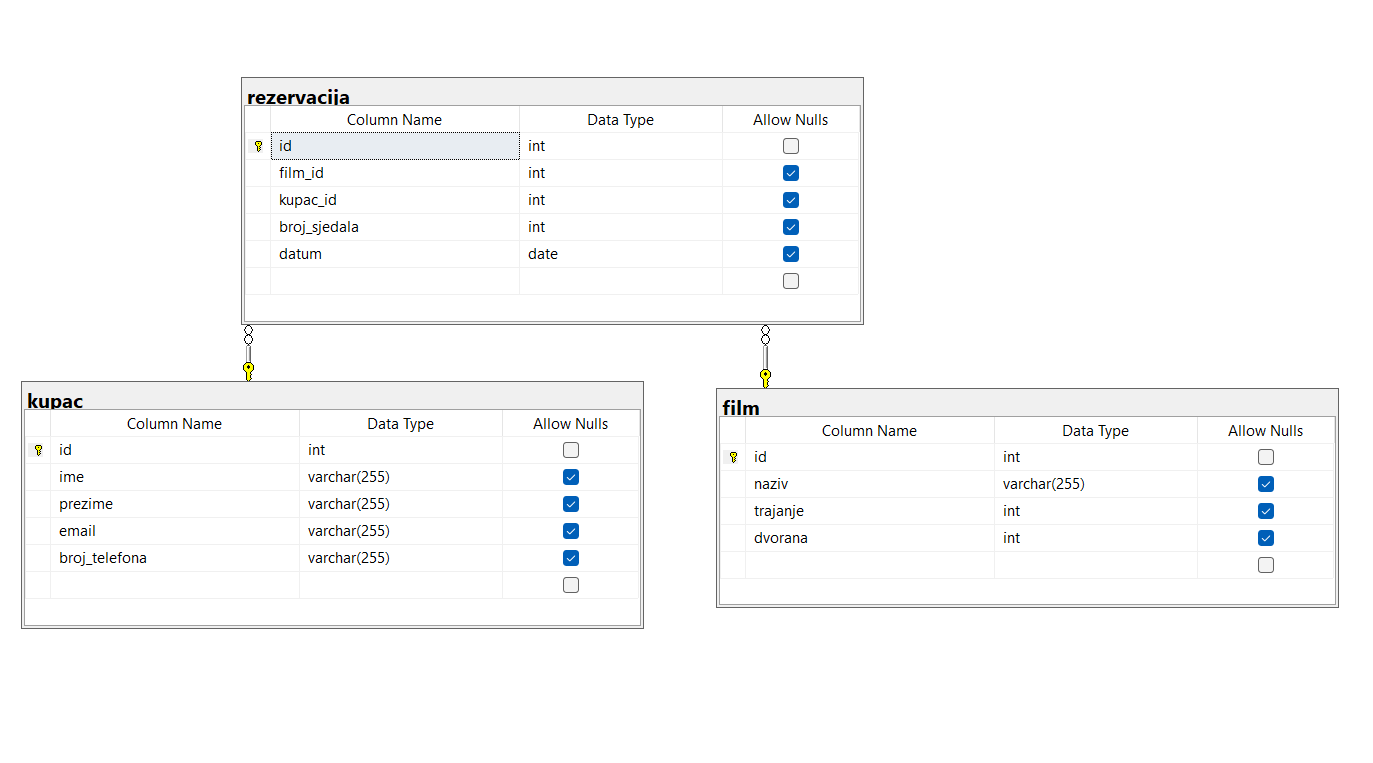 rezervacija
Column Name Data Type Allow Nulls
id int
film_id int
kupac_id int
broj_sjedala int
datum date
kupac
Column Name Data Type Allow Nulls
id int
ime varchar(255)
prezime varchar(255)
email varchar(255)
broj_telefona varchar(255)
film
Column Name Data Type Allow Nulls
id int
naziv varchar(255)
trajanje int
dvorana int